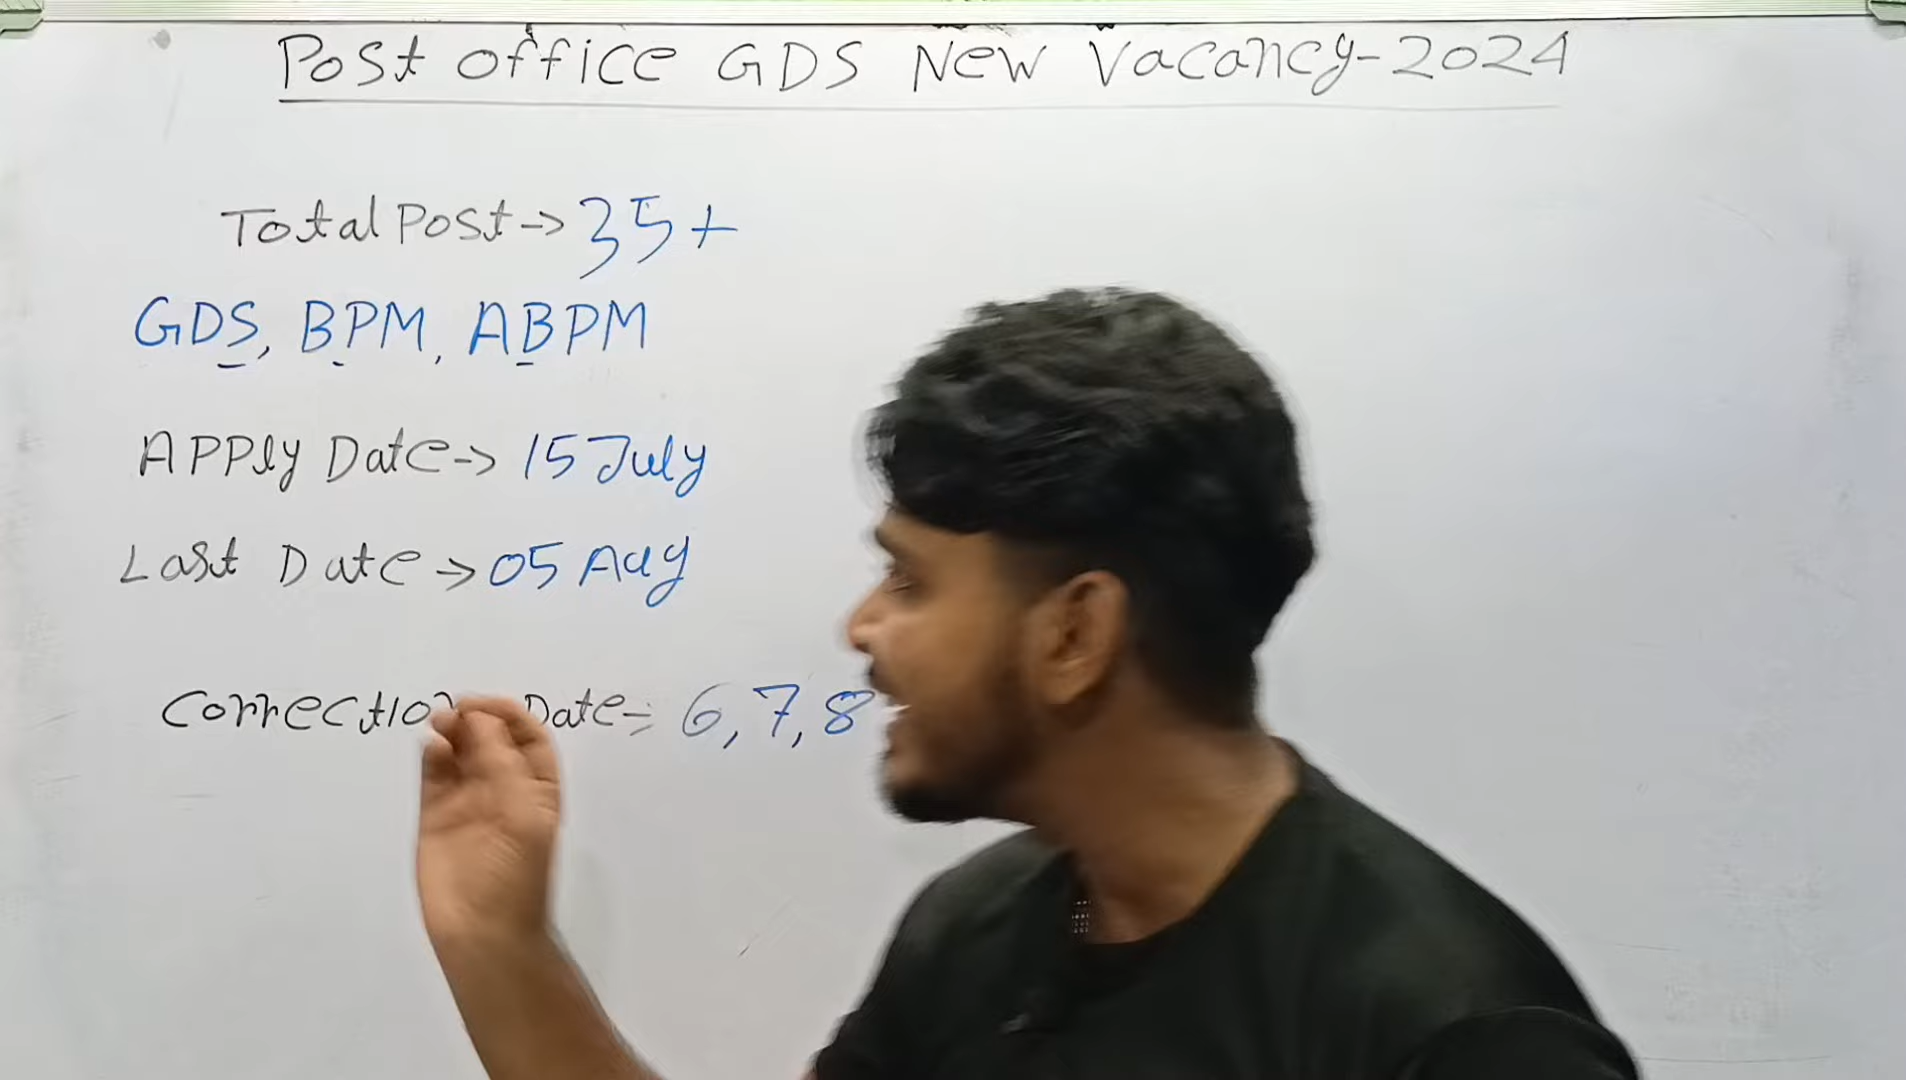 Post office GDS New Vacancy-2024
Total Post-> 35+
GDS, BPM, ABPM
Apply Date-> 15 July
Last Date -> 05 Aug
Correction Date- 6, 7, 8